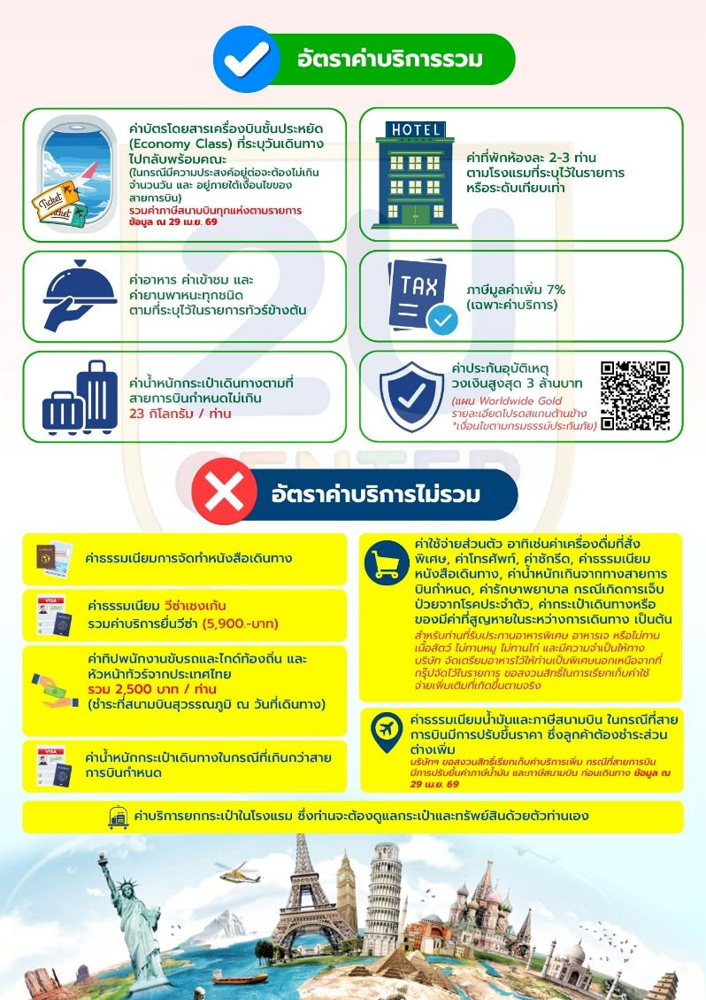 อัตราค่าบริการรวม
ค่าบัตรโดยสารเครื่องบินชั้นประหยัด
(Economy Class) ที่ระบุวันเดินทาง
ไปกลับพร้อมคณะ
(ในกรณีมีความประสงค์อยู่ต่อจะต้องไม่เกิน
จำนวนวัน และ อยู่ภายใต้เงื่อนไขของ
สายการบิน)
รวมค่าภาษีสนามบินทุกแห่งตามรายการ
ข้อมูล ณ 29 เม.ย. 69
Ticket
Ticket
HOTEL
ค่าที่พักห้องละ 2-3 ท่าน
ตามโรงแรมที่ระบุไว้ในรายการ
หรือระดับเทียบเท่า
ค่าอาหาร ค่าเข้าชม และ
ค่ายานพาหนะทุกชนิด
ตามที่ระบุไว้ในรายการทัวร์ข้างต้น
TAX
ภาษีมูลค่าเพิ่ม 7%
(เฉพาะค่าบริการ)
ค่าน้ำหนักกระเป๋าเดินทางตามที่
สายการบินกำหนดไม่เกิน
23 กิโลกรัม / ท่าน
ค่าประกันอุบัติเหตุ
วงเงินสูงสุด 3 ล้านบาท
(แผน Worldwide Gold
รายละเอียดโปรดสแกนด้านข้าง
*เงื่อนไขตามกรมธรรม์ประกันภัย)
2U
CENTER
อัตราค่าบริการไม่รวม
ค่าธรรมเนียมการจัดทำหนังสือเดินทาง
VISA
ค่าธรรมเนียม วีซ่าเชงเก้น
รวมค่าบริการยื่นวีซ่า (5,900.-บาท)
ค่าทิปพนักงานขับรถและไกด์ท้องถิ่น และ
หัวหน้าทัวร์จากประเทศไทย
รวม 2,500 บาท / ท่าน
(ชำระที่สนามบินสุวรรณภูมิ ณ วันที่เดินทาง)
VISA
ค่าน้ำหนักกระเป๋าเดินทางในกรณีที่เกินกว่าสาย
การบินกำหนด
ค่าใช้จ่ายส่วนตัว อาทิเช่นค่าเครื่องดื่มที่สั่ง
พิเศษ, ค่าโทรศัพท์, ค่าซักรีด, ค่าธรรมเนียม
หนังสือเดินทาง, ค่าน้ำหนักเกินจากทางสายการ
บินกำหนด, ค่ารักษาพยาบาล กรณีเกิดการเจ็บ
ป่วยจากโรคประจำตัว, ค่ากระเป๋าเดินทางหรือ
ของมีค่าที่สูญหายในระหว่างการเดินทาง เป็นต้น
สำหรับท่านที่รับประทานอาหารพิเศษ อาหารเจ หรือไม่ทาน
เนื้อสัตว์ ไม่ทานหมู ไม่ทานไก่ และมีความจำเป็นให้ทาง
บริษัท จัดเตรียมอาหารไว้ให้ท่านเป็นพิเศษนอกเหนือจากที่
กรุ๊ปจัดไว้ในรายการ ขอสงวนสิทธิ์ในการเรียกเก็บค่าใช้
จ่ายเพิ่มเติมที่เกิดขึ้นตามจริง
ค่าธรรมเนียมน้ำมันและภาษีสนามบิน ในกรณีที่สาย
การบินมีการปรับขึ้นราคา ซึ่งลูกค้าต้องชำระส่วน
ต่างเพิ่ม
บริษัทฯ ขอสงวนสิทธิ์เรียกเก็บค่าบริการเพิ่ม กรณีที่สายการบิน
มีการปรับขึ้นค่าภาษีน้ำมัน และภาษีสนามบิน ก่อนเดินทาง ข้อมูล ณ
29 เม.ย. 69
ค่าบริการยกกระเป๋าในโรงแรม ซึ่งท่านจะต้องดูแลกระเป๋าและทรัพย์สินด้วยตัวท่านเอง